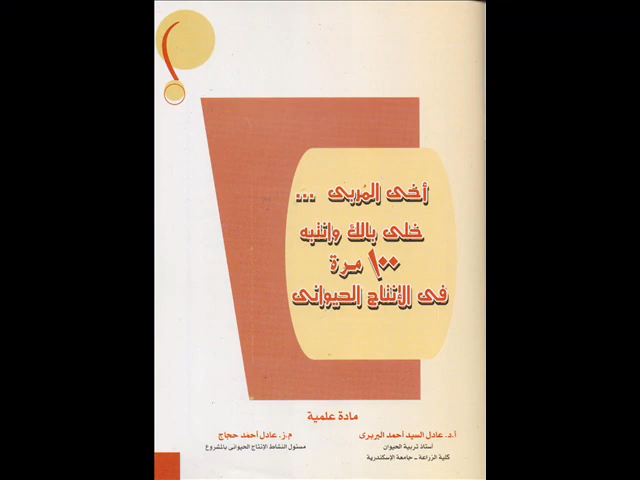 أخى المربى ...
خلى بالك وانتبه
١٠٠ مرة
فى الإنتاج الحيوانى
مادة علمية
أ.د. عادل السيد أحمد البربرى
أستاذ تربية الحيوان
كلية الزراعة - جامعة الإسكندرية
م.ز. عادل أحمد حجاج
مسئول النشاط الإنتاج الحيوانى بالمشروع